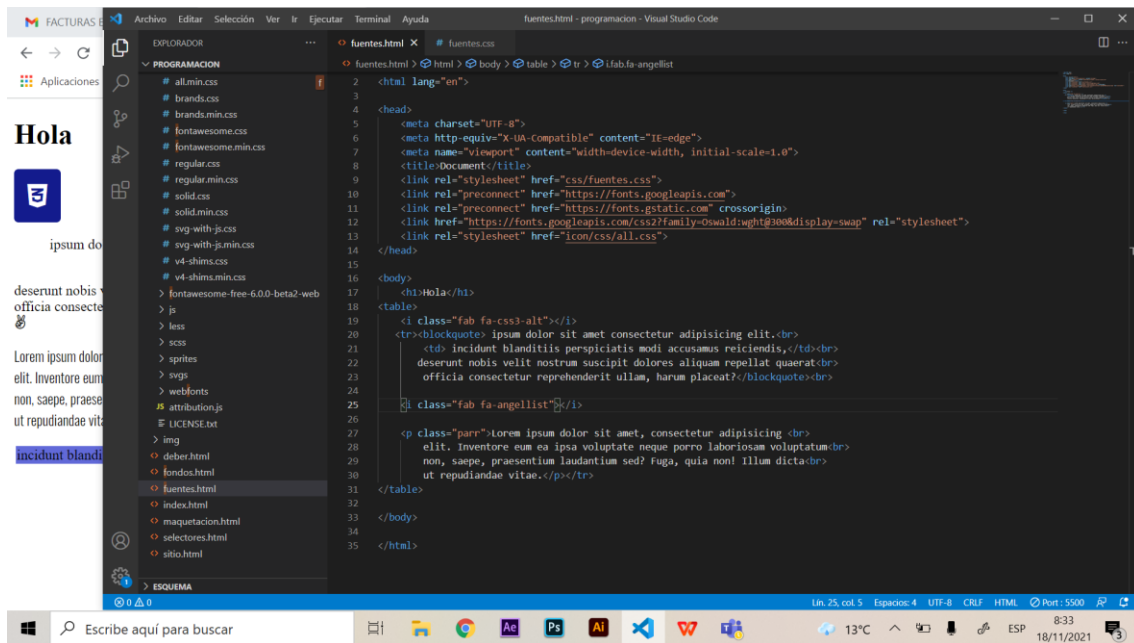 FACTURAS E
Archivo Editar Selección Ver Ir Ejecutar Terminal Ayuda
fuentes.html - programacion - Visual Studio Code
Aplicaciones
Hola
ipsum do
deserunt nobis v
officia consecte
Lorem ipsum dolor
elit. Inventore eum
non, saepe, praese
ut repudiandae vita
incidunt blandi
EXPLORADOR
PROGRAMACION
# all.min.css
f
# brands.css
# brands.min.css
# fontawesome.css
# fontawesome.min.css
# regular.css
# regular.min.css
# solid.css
# solid.min.css
# svg-with-js.css
# svg-with-js.min.css
# v4-shims.css
# v4-shims.min.css
> fontawesome-free-6.0.0-beta2-web
> js
> less
> scss
> sprites
> svgs
> webfonts
JS attribution.js
LICENSE.txt
> img
<> deber.html
<> fondos.html
<> fuentes.html
<> index.html
<> maquetacion.html
<> selectores.html
<> sitio.html
> ESQUEMA
<> fuentes.html × # fuentes.css
<> fuentes.html > html > body > table > tr > i.fab.fa-angellist
2 <html lang="en">
3
4 <head>
5 <meta charset="UTF-8">
6 <meta http-equiv="X-UA-Compatible" content="IE=edge">
7 <meta name="viewport" content="width=device-width, initial-scale=1.0">
8 <title>Document</title>
9 <link rel="stylesheet" href="css/fuentes.css">
10 <link rel="preconnect" href="https://fonts.googleapis.com">
11 <link rel="preconnect" href="https://fonts.gstatic.com" crossorigin>
12 <link href="https://fonts.googleapis.com/css2?family=Oswald:wght@300&display=swap" rel="stylesheet">
13 <link rel="stylesheet" href="icon/css/all.css">
14 </head>
15
16 <body>
17 <h1>Hola</h1>
18 <table>
19 <i class="fab fa-css3-alt"></i>
20 <tr><blockquote> ipsum dolor sit amet consectetur adipisicing elit.<br>
21 <td> incidunt blanditiis perspiciatis modi accusamus reiciendis,</td><br>
22 deserunt nobis velit nostrum suscipit dolores aliquam repellat quaerat<br>
23 officia consectetur reprehenderit ullam, harum placeat?</blockquote><br>
24
25 <i class="fab fa-angellist"></i>
26
27 <p class="parr">Lorem ipsum dolor sit amet, consectetur adipisicing <br>
28 elit. Inventore eum ea ipsa voluptate neque porro laboriosam voluptatum<br>
29 non, saepe, praesentium laudantium sed? Fuga, quia non! Illum dicta<br>
30 ut repudiandae vitae.</p></tr>
31 </table>
32
33 </body>
34
35 </html>
0 0
Lín. 25, col. 5 Espacios: 4 UTF-8 CRLF HTML Port : 5500
Escribe aquí para buscar
Ae Ps Ai
13°C
ESP
8:33
18/11/2021
3